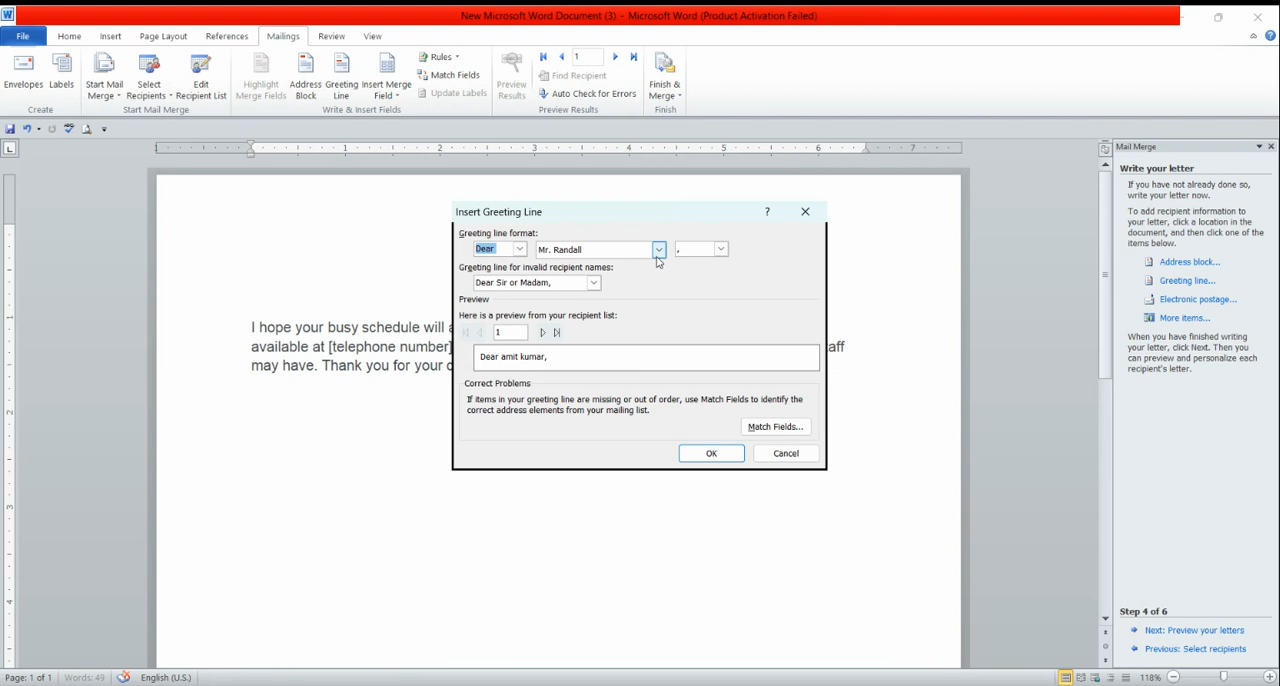 New Microsoft Word Document (3) - Microsoft Word (Product Activation Failed)
File Home Insert Page Layout References Mailings Review View
Envelopes Labels
Create
Start Mail Merge Select Recipients Edit Recipient List
Start Mail Merge
Highlight Merge Fields Address Block Greeting Line Insert Merge Field
Rules
Match Fields
Update Labels
Write & Insert Fields
Preview Results
1
Find Recipient
Auto Check for Errors
Preview Results
Finish & Merge
Finish
1 1 2 3 4 5 6 7
I hope your busy schedule will a
available at [telephone number] aff
may have. Thank you for your c
Insert Greeting Line ?
Greeting line format:
Dear Mr. Randall ,
Greeting line for invalid recipient names:
Dear Sir or Madam,
Preview
Here is a preview from your recipient list:
1
Dear amit kumar,
Correct Problems
If items in your greeting line are missing or out of order, use Match Fields to identify the
correct address elements from your mailing list.
Match Fields...
OK Cancel
Mail Merge
Write your letter
If you have not already done so,
write your letter now.
To add recipient information to
your letter, click a location in the
document, and then click one of
the items below.
Address block...
Greeting line...
Electronic postage...
More items...
When you have finished writing
your letter, click Next. Then you
can preview and personalize each
recipient's letter.
Step 4 of 6
Next: Preview your letters
Previous: Select recipients
Page: 1 of 1 Words: 49 English (U.S.) 118%